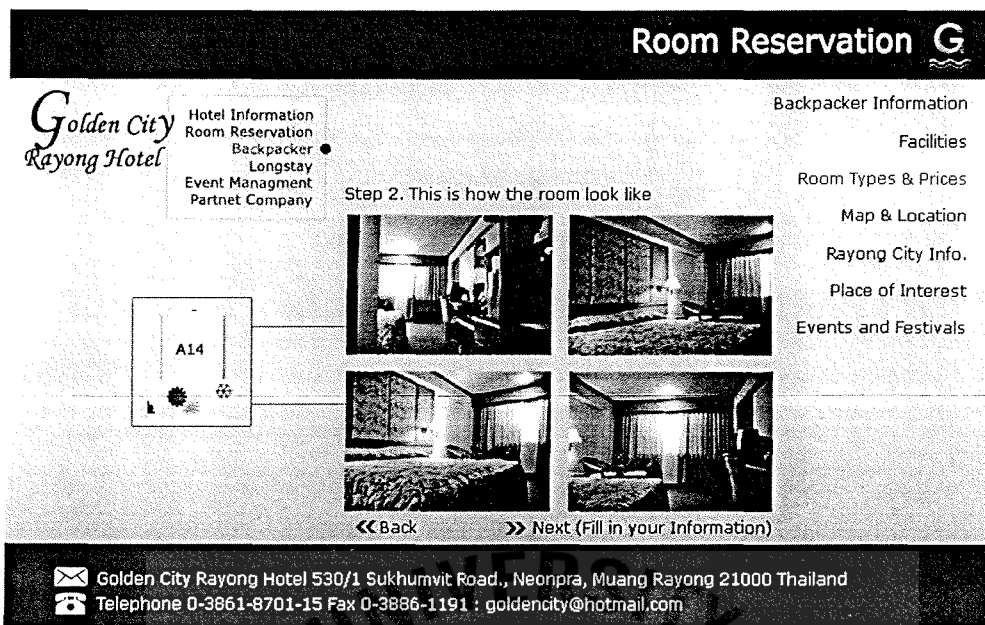 Room Reservation G
Golden City
Rayong Hotel
Hotel Information
Room Reservation
Backpacker
Longstay
Event Managment
Partnet Company
Backpacker Information
Facilities
Room Types & Prices
Map & Location
Rayong City Info.
Place of Interest
Events and Festivals
Step 2. This is how the room look like
A14
<< Back
>> Next (Fill in your Information)
Golden City Rayong Hotel 530/1 Sukhumvit Road., Neonpra, Muang Rayong 21000 Thailand
Telephone 0-3861-8701-15 Fax 0-3886-1191 : goldencity@hotmail.com
UNIVERSITY